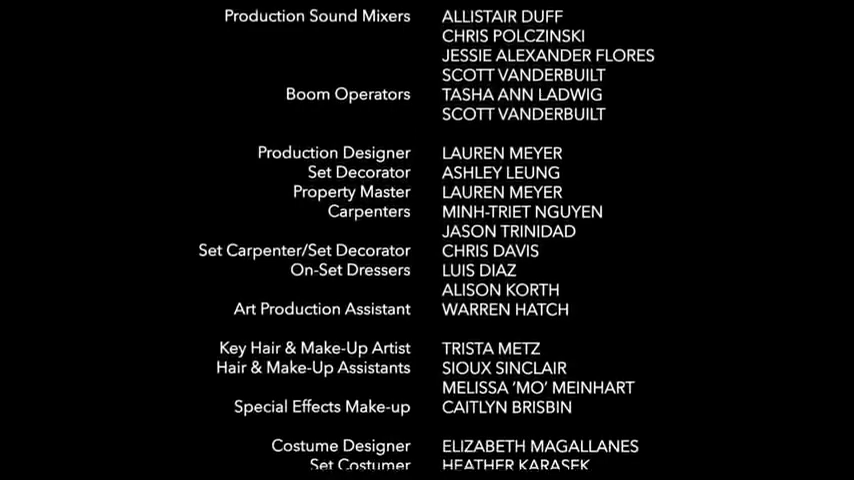 Production Sound Mixers ALLISTAIR DUFF
CHRIS POLCZINSKI
JESSIE ALEXANDER FLORES
SCOTT VANDERBUILT
Boom Operators TASHA ANN LADWIG
SCOTT VANDERBUILT
Production Designer LAUREN MEYER
Set Decorator ASHLEY LEUNG
Property Master LAUREN MEYER
Carpenters MINH-TRIET NGUYEN
JASON TRINIDAD
Set Carpenter/Set Decorator CHRIS DAVIS
On-Set Dressers LUIS DIAZ
ALISON KORTH
Art Production Assistant WARREN HATCH
Key Hair & Make-Up Artist TRISTA METZ
Hair & Make-Up Assistants SIOUX SINCLAIR
MELISSA ‘MO’ MEINHART
Special Effects Make-up CAITLYN BRISBIN
Costume Designer ELIZABETH MAGALLANES
Set Costumer HEATHER KARASEK